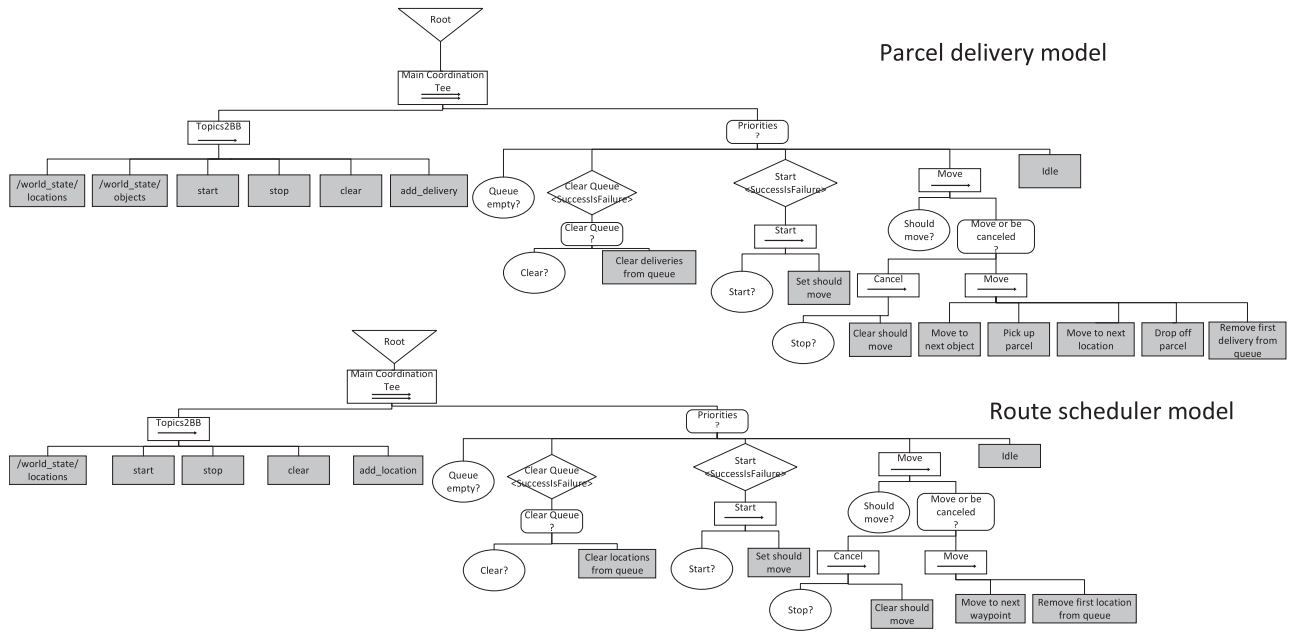 Root
Parcel delivery model
Main Coordination
Tee
Topics2BB
Priorities
?
/world_state/
locations
/world_state/
objects
start
stop
clear
add_delivery
Queue
empty?
Clear Queue
<SuccessIsFailure>
Start
<SuccessIsFailure>
Move
Idle
Clear Queue
?
Start
Should
move?
Move or be
canceled
?
Clear?
Clear deliveries
from queue
Start?
Set should
move
Cancel
Move
Stop?
Clear should
move
Move to
next object
Pick up
parcel
Move to next
location
Drop off
parcel
Remove first
delivery from
queue
Root
Route scheduler model
Main Coordination
Tee
Topics2BB
Priorities
?
/world_state/
locations
start
stop
clear
add_location
Queue
empty?
Clear Queue
<SuccessIsFailure>
Start
<SuccessIsFailure>
Move
Idle
Clear Queue
?
Start
Should
move?
Move or be
canceled
?
Clear?
Clear locations
from queue
Start?
Set should
move
Cancel
Move
Stop?
Clear should
move
Move to next
waypoint
Remove first location
from queue